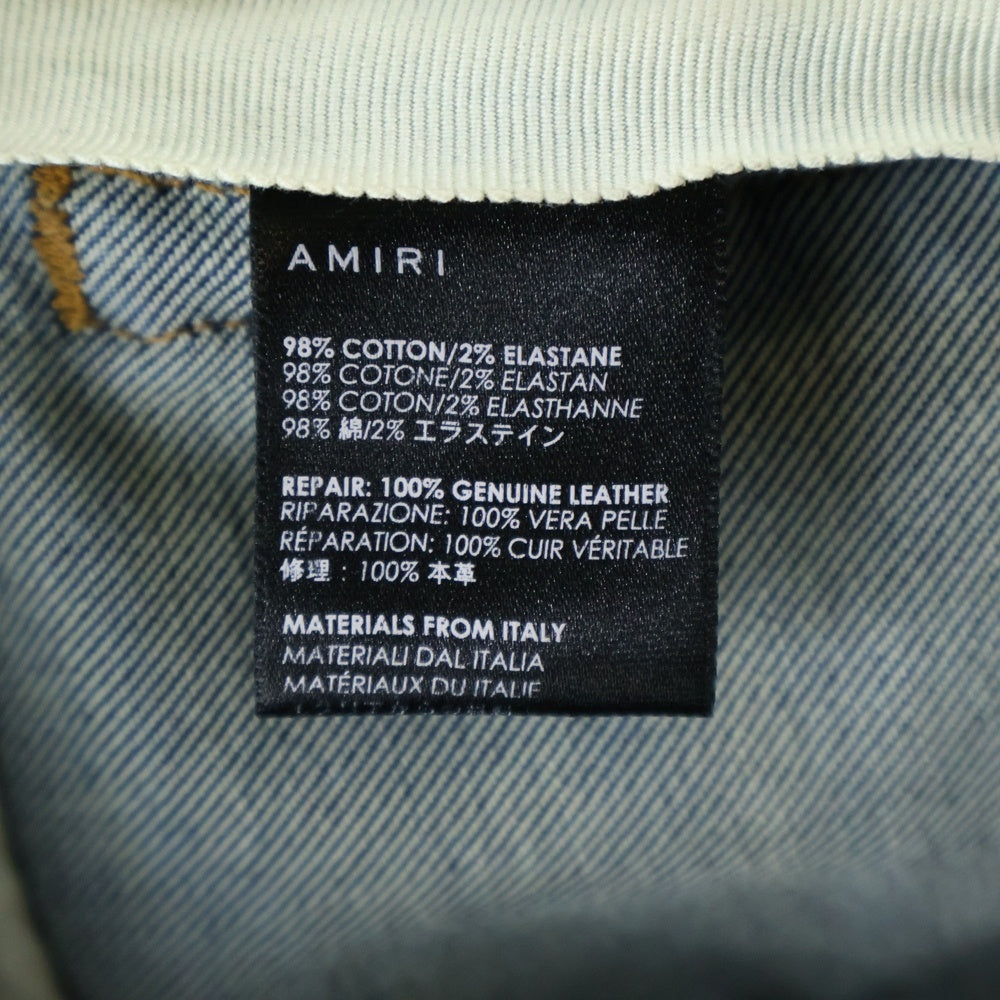 AMIRI
98% COTTON/2% ELASTANE
98% COTONE/2% ELASTAN
98% COTON/2% ELASTHANNE
98% 綿/2% エラステイン
REPAIR: 100% GENUINE LEATHER
RIPARAZIONE: 100% VERA PELLE
RÉPARATION: 100% CUIR VÉRITABLE
修理 : 100% 本革
MATERIALS FROM ITALY
MATERIALI DAL ITALIA
MATÉRIAUX DU ITALIE